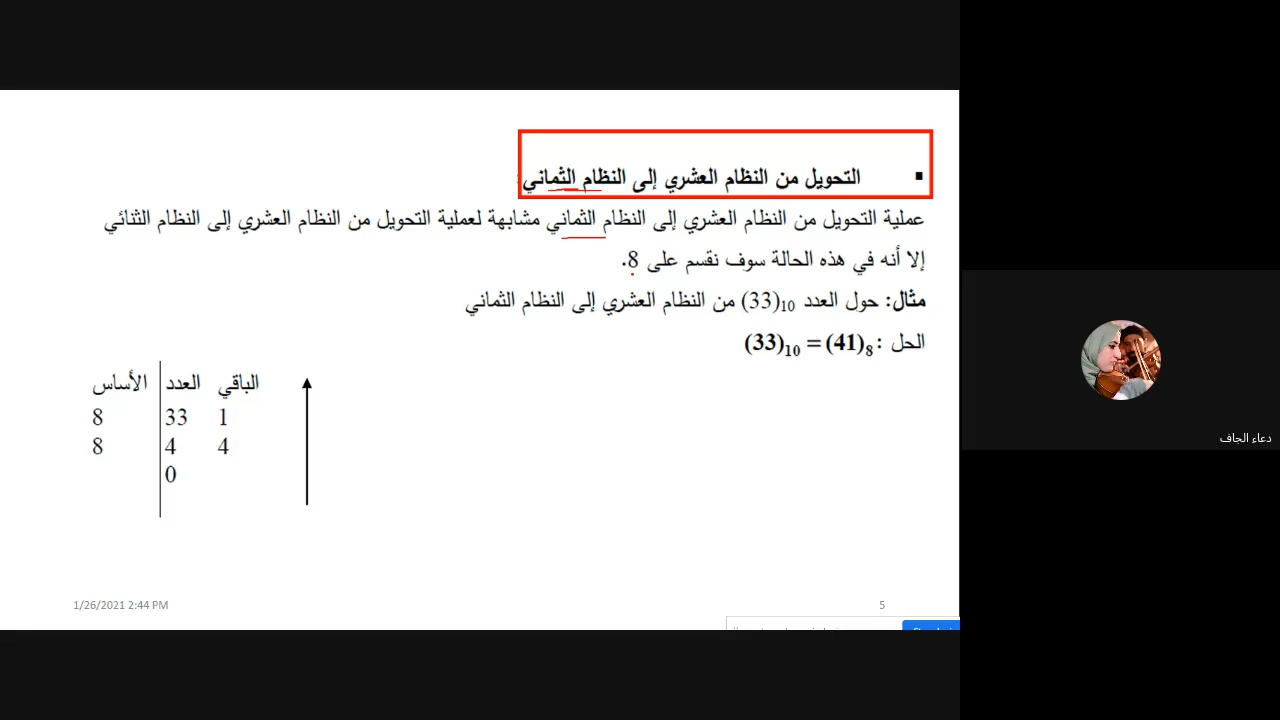 ▪ التحويل من النظام العشري إلى النظام الثماني:
عملية التحويل من النظام العشري إلى النظام الثماني مشابهة لعملية التحويل من النظام العشري إلى النظام الثنائي
إلا أنه في هذه الحالة سوف نقسم على 8.
مثال: حول العدد (33)10 من النظام العشري إلى النظام الثماني
الحل : (33)10 = (41)8
الأساس العدد الباقي
8 33 1
8 4 4
0
دعاء الجاف
1/26/2021 2:44 PM
5